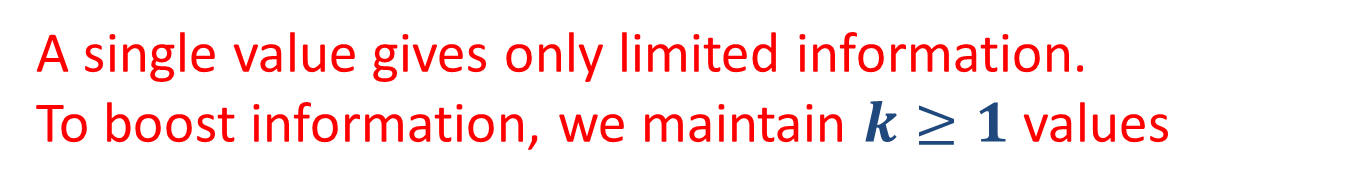 A single value gives only limited information.
To boost information, we maintain k ≥ 1 values